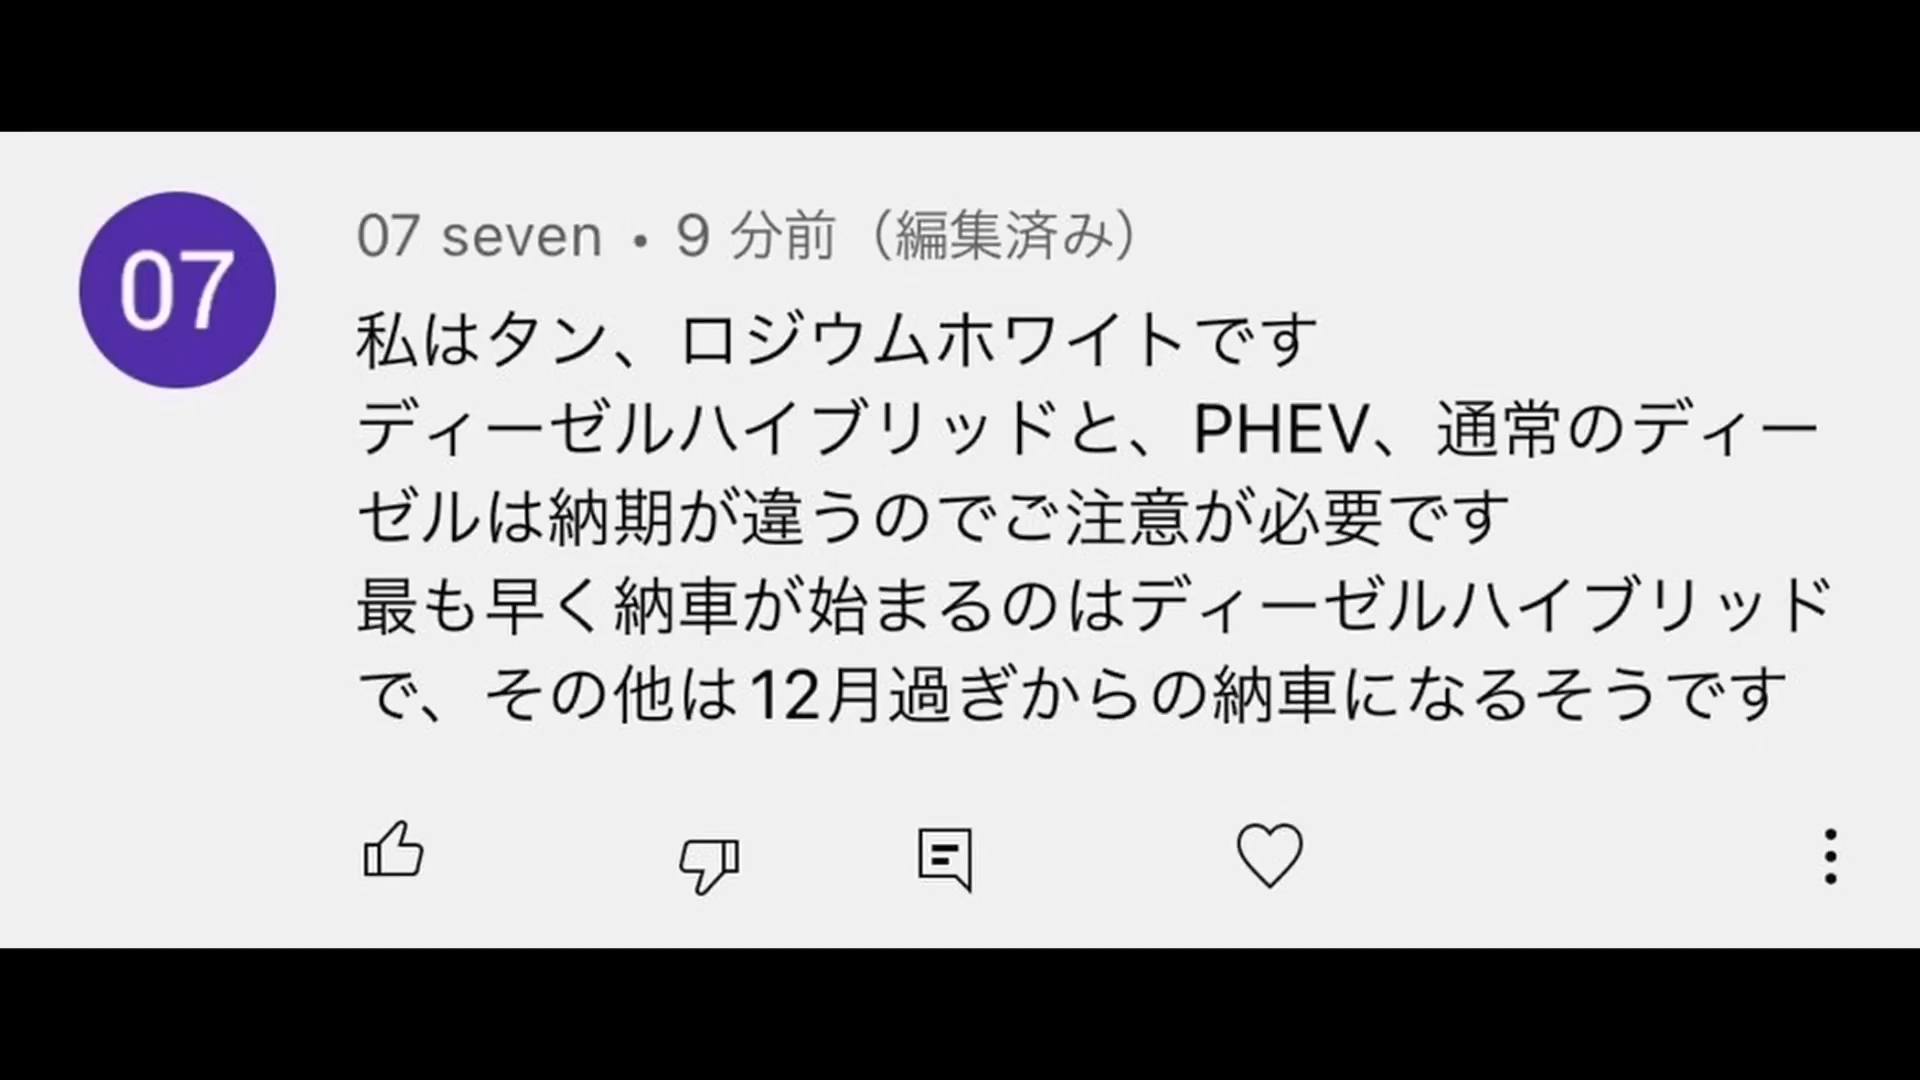 07
07 seven • 9 分前（編集済み）
私はタン、ロジウムホワイトです
ディーゼルハイブリッドと、PHEV、通常のディー
ゼルは納期が違うのでご注意が必要です
最も早く納車が始まるのはディーゼルハイブリッド
で、その他は12月過ぎからの納車になるそうです